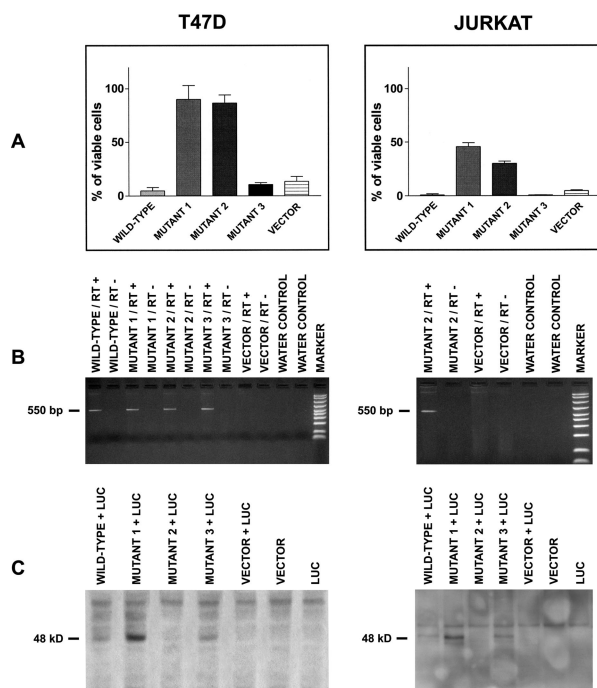 T47D
JURKAT
A
% of viable cells
100
50
0
WILD-TYPE
MUTANT 1
MUTANT 2
MUTANT 3
VECTOR
% of viable cells
100
50
0
WILD-TYPE
MUTANT 1
MUTANT 2
MUTANT 3
VECTOR
B
WILD-TYPE / RT +
WILD-TYPE / RT -
MUTANT 1 / RT +
MUTANT 1 / RT -
MUTANT 2 / RT +
MUTANT 2 / RT -
MUTANT 3 / RT +
MUTANT 3 / RT -
VECTOR / RT +
VECTOR / RT -
WATER CONTROL
WATER CONTROL
MARKER
550 bp
MUTANT 2 / RT +
MUTANT 2 / RT -
VECTOR / RT +
VECTOR / RT -
WATER CONTROL
WATER CONTROL
MARKER
550 bp
C
WILD-TYPE + LUC
MUTANT 1 + LUC
MUTANT 2 + LUC
MUTANT 3 + LUC
VECTOR + LUC
VECTOR
LUC
48 kD
WILD-TYPE + LUC
MUTANT 1 + LUC
MUTANT 2 + LUC
MUTANT 3 + LUC
VECTOR + LUC
VECTOR
LUC
48 kD